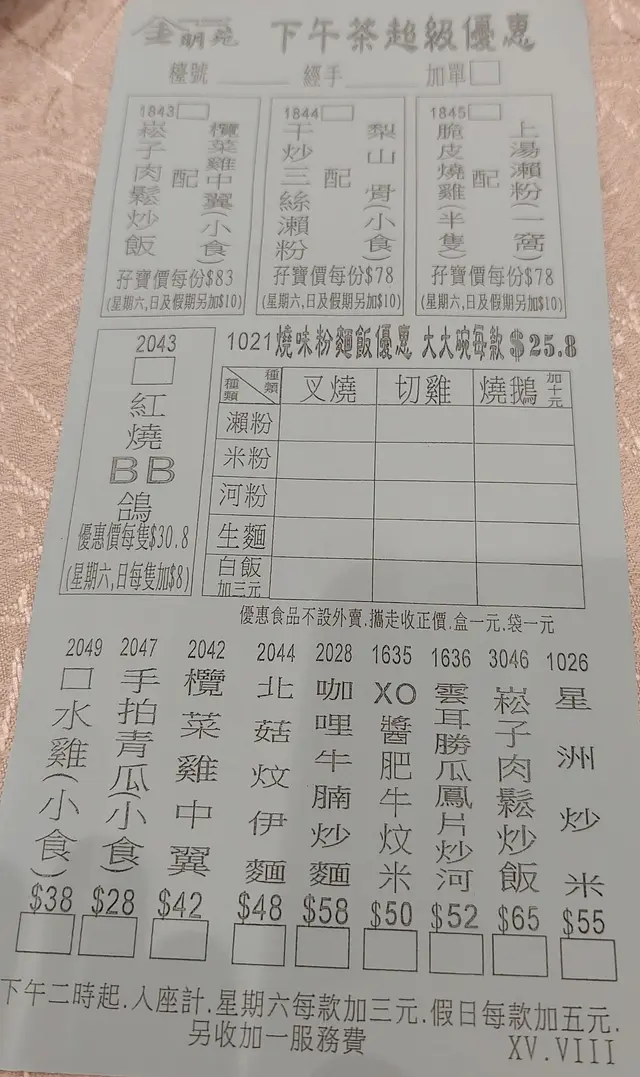 金明苑 下午茶超級優惠
檯號 經手 加單
1843
欖菜雞中翼(小食)
配
崧子肉鬆炒飯
孖寶價每份$83
(星期六,日及假期另加$10)
1844
梨山骨(小食)
配
干炒三絲瀨粉
孖寶價每份$78
(星期六,日及假期另加$10)
1845
上湯瀨粉(一窩)
配
脆皮燒雞(半隻)
孖寶價每份$78
(星期六,日及假期另加$10)
2043
紅燒BB鴿
優惠價每隻$30.8
(星期六,日每隻加$8)
1021燒味粉麵飯優惠 大大碗每款$25.8
種類 種類 叉燒 切雞 燒鵝 加十元
瀨粉
米粉
河粉
生麵
白飯 加三元
優惠食品不設外賣.攜走收正價.盒一元.袋一元
2049 口水雞(小食) $38
2047 手拍青瓜(小食) $28
2042 欖菜雞中翼 $42
2044 北菇炆伊麵 $48
2028 咖哩牛腩炒麵 $58
1635 XO醬肥牛炆米 $50
1636 雲耳勝瓜鳳片炒河 $52
3046 崧子肉鬆炒飯 $65
1026 星洲炒米 $55
下午二時起.入座計.星期六每款加三元.假日每款加五元.
另收加一服務費
XV.VIII